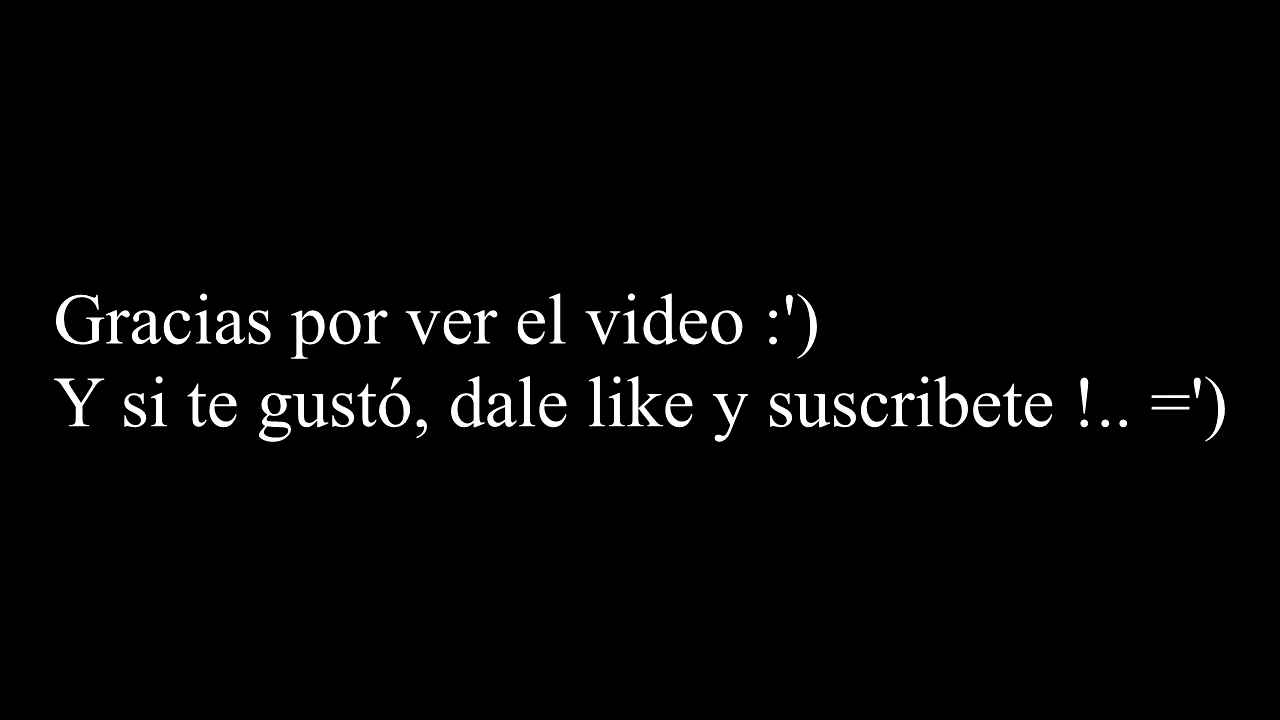 Gracias por ver el video :')
Y si te gustó, dale like y suscribete !.. =')